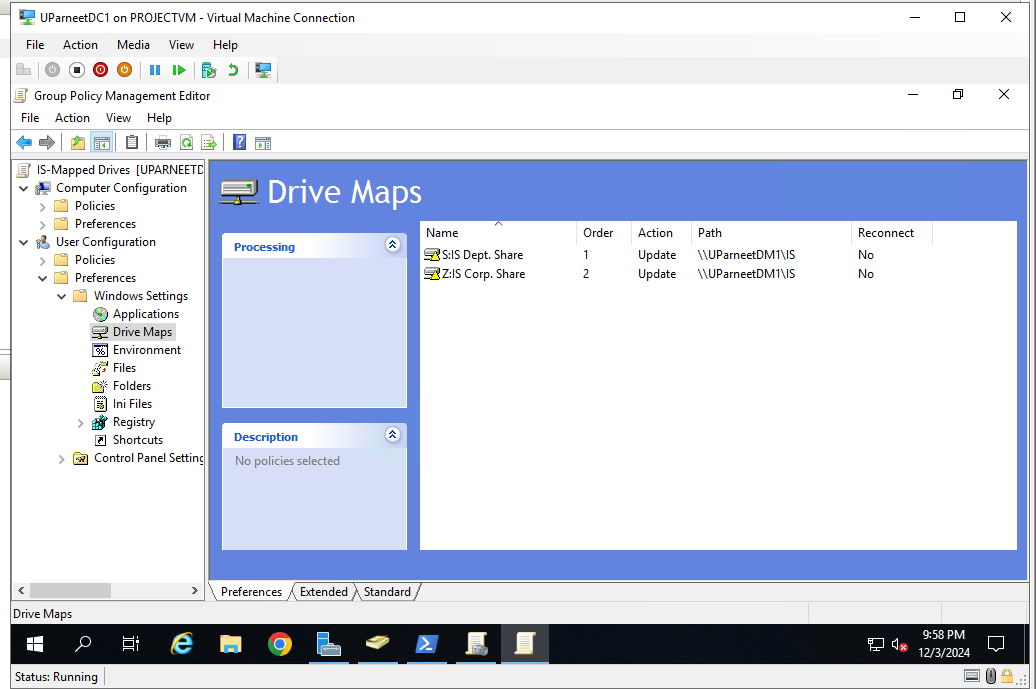 UParneetDC1 on PROJECTVM - Virtual Machine Connection
File Action Media View Help
Group Policy Management Editor
File Action View Help
IS-Mapped Drives [UPARNEETD
Computer Configuration
Policies
Preferences
User Configuration
Policies
Preferences
Windows Settings
Applications
Drive Maps
Environment
Files
Folders
Ini Files
Registry
Shortcuts
Control Panel Setting
Drive Maps
Processing
Description
No policies selected
Name Order Action Path Reconnect
S:IS Dept. Share 1 Update \\UParneetDM1\IS No
Z:IS Corp. Share 2 Update \\UParneetDM1\IS No
Preferences Extended Standard
Drive Maps
9:58 PM
12/3/2024
Status: Running